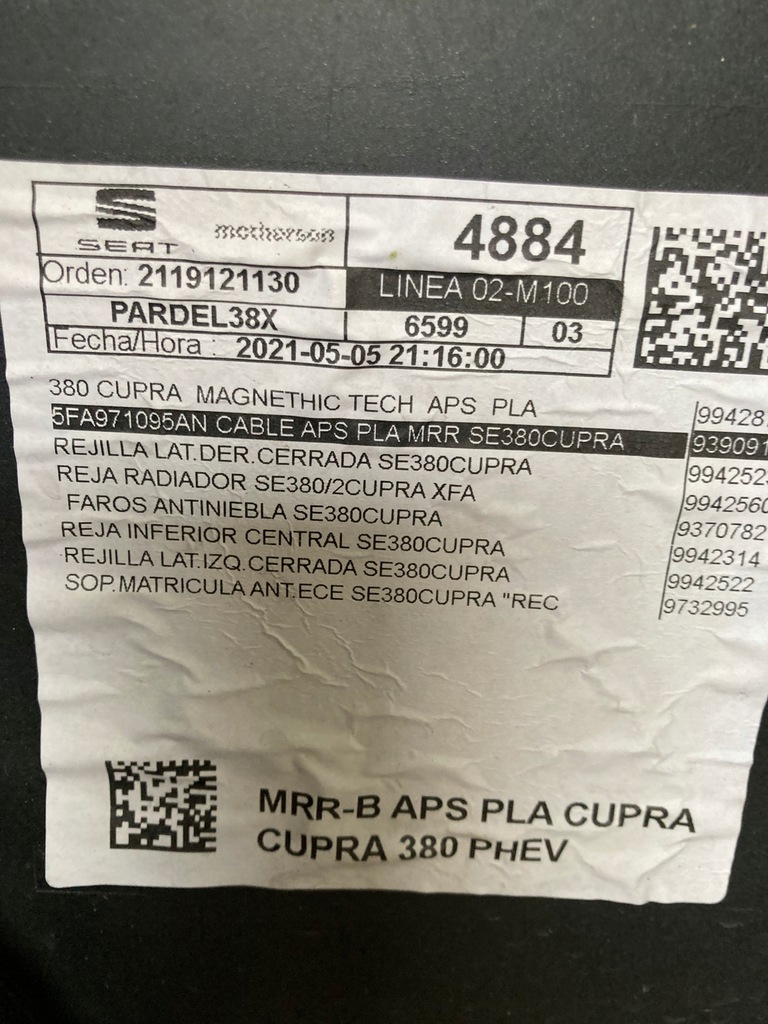 SEAT motherson 4884
Orden: 2119121130 LINEA 02-M100
PARDEL38X 6599 03
Fecha/Hora : 2021-05-05 21:16:00
380 CUPRA MAGNETHIC TECH APS PLA
5FA971095AN CABLE APS PLA MRR SE380CUPRA
REJILLA LAT.DER.CERRADA SE380CUPRA
REJA RADIADOR SE380/2CUPRA XFA 9942560
FAROS ANTINIEBLA SE380CUPRA 9370782
REJA INFERIOR CENTRAL SE380CUPRA 9942314
REJILLA LAT.IZQ.CERRADA SE380CUPRA 9942522
SOP.MATRICULA ANT.ECE SE380CUPRA "REC 9732995
MRR-B APS PLA CUPRA
CUPRA 380 PHEV